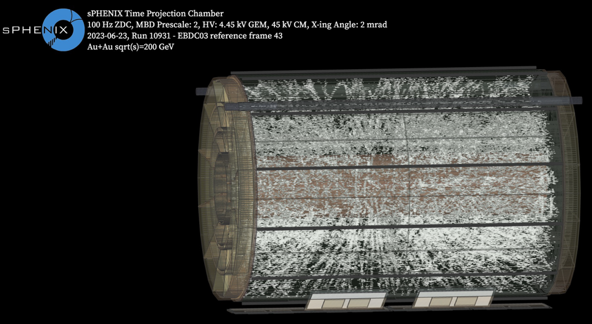 SPHENIX
sPHENIX Time Projection Chamber
100 Hz ZDC, MBD Prescale: 2, HV: 4.45 kV GEM, 45 kV CM, X-ing Angle: 2 mrad
2023-06-23, Run 10931 - EBDC03 reference frame 43
Au+Au sqrt(s)=200 GeV